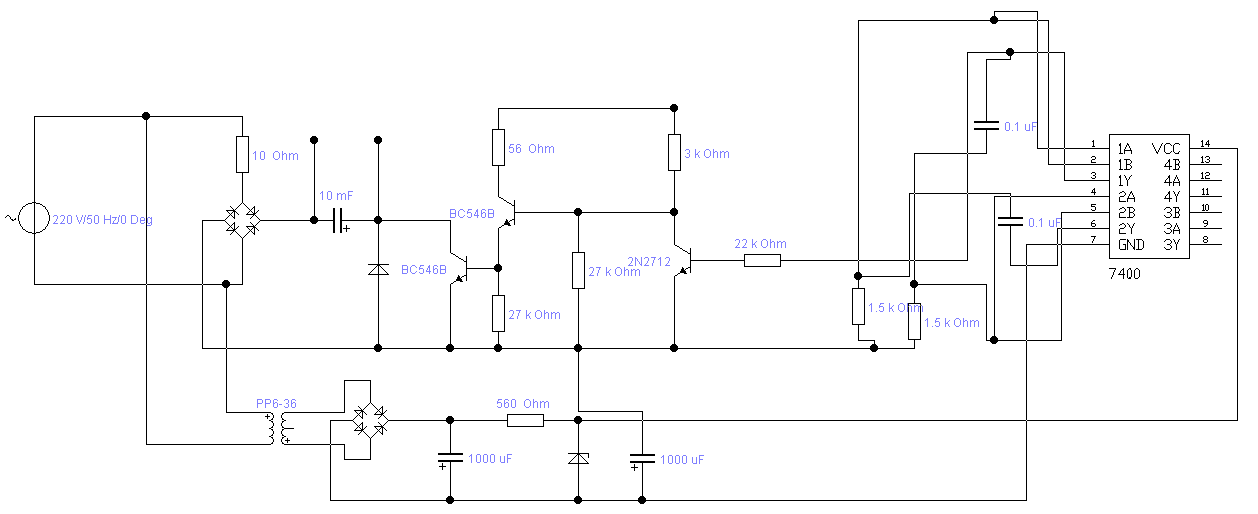 220 V/50 Hz/0 Deg
10 Ohm
10 mF
+
BC546B
56 Ohm
BC546B
27 k Ohm
3 k Ohm
27 k Ohm
2N2712
22 k Ohm
0.1 uF
0.1 uF
1.5 k Ohm
1.5 k Ohm
1 1A VCC 14
2 1B 4B 13
3 1Y 4A 12
4 2A 4Y 11
5 2B 3B 10
6 2Y 3A 9
7 GND 3Y 8
7400
PP6-36
+
+
560 Ohm
1000 uF
+
1000 uF
+